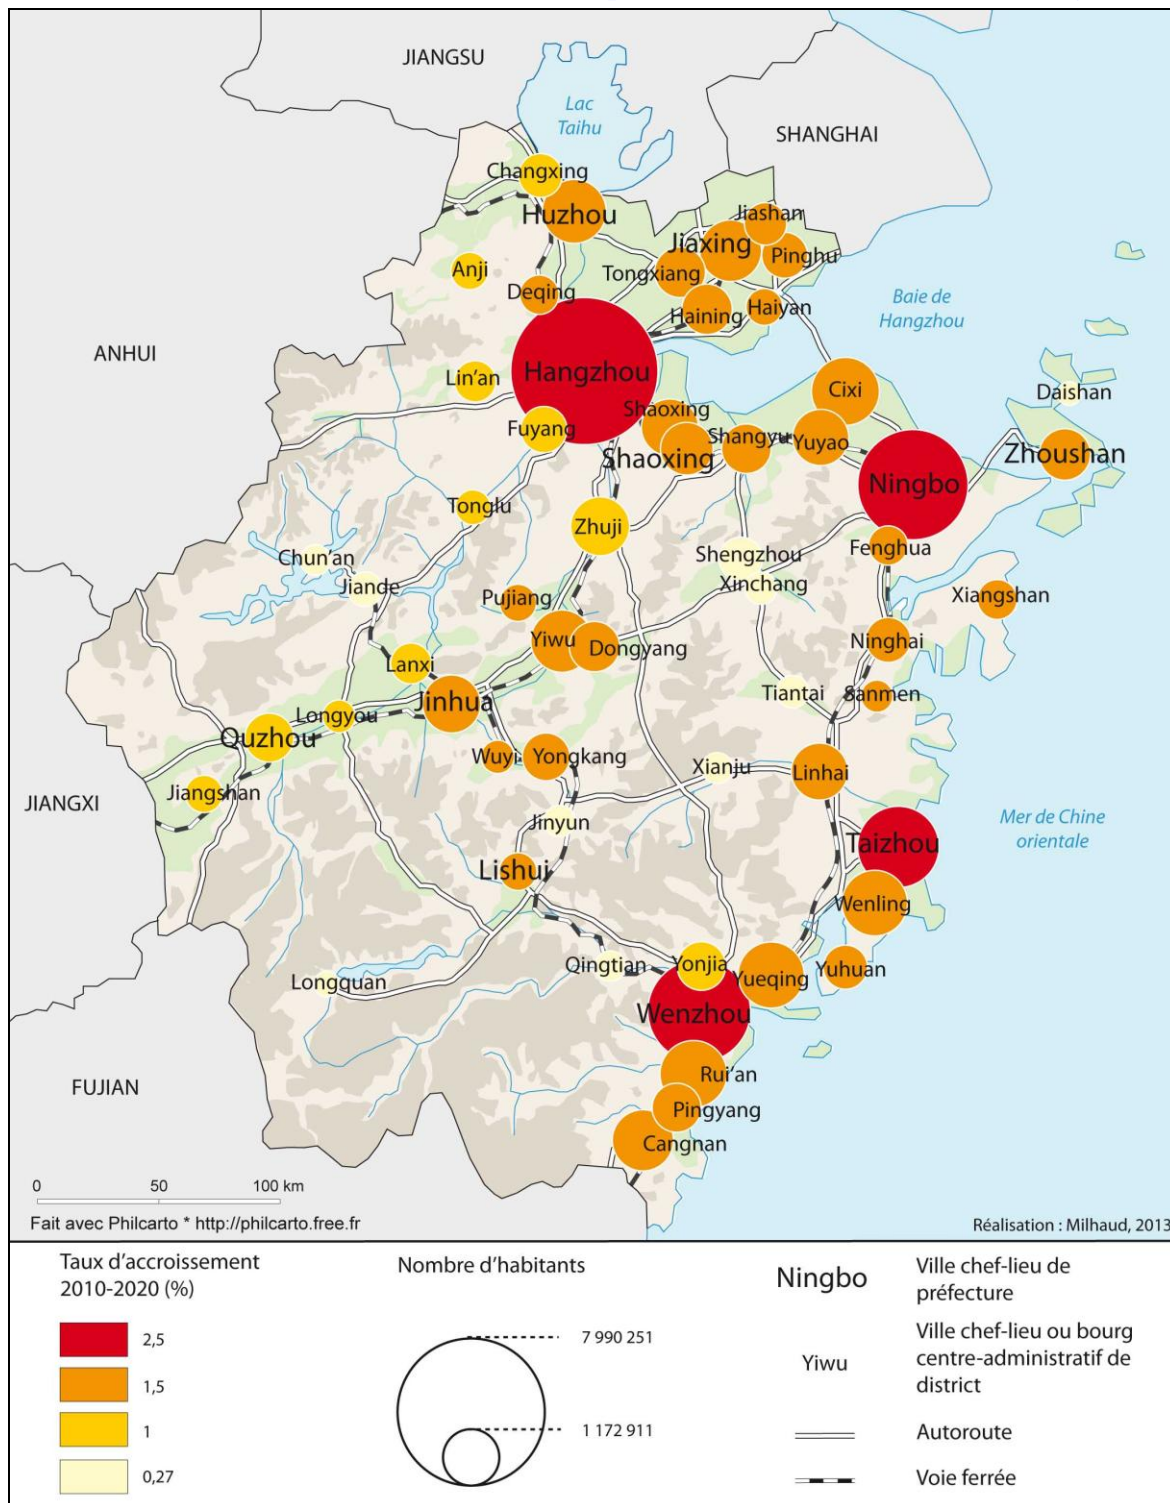 JIANGSU
Lac
Taihu
SHANGHAI
Changxing
Huzhou
Jiashan
Jiaxing
Pinghu
Anji
Tongxiang
Deqing
Haining
Haiyan
Baie de
Hangzhou
ANHUI
Hangzhou
Lin'an
Cixi
Daishan
Shaoxing
Fuyang
Shangyu
Yuyao
Shaoxing
Zhoushan
Ningbo
Tonglu
Zhuji
Fenghua
Chun'an
Shengzhou
Jiande
Xinchang
Pujiang
Xiangshan
Yiwu
Dongyang
Ninghai
Lanxi
Tiantai
Sanmen
Jinhua
Longyou
Quzhou
Wuyi
Yongkang
Xianju
Linhai
Jiangshan
JIANGXI
Jinyun
Mer de Chine
orientale
Taizhou
Lishui
Wenling
Qingtian
Yonjia
Yueqing
Yuhuan
Longquan
Wenzhou
Rui'an
FUJIAN
Pingyang
Cangnan
0 50 100 km
Fait avec Philcarto * http://philcarto.free.fr
Réalisation : Milhaud, 2013
Taux d'accroissement
2010-2020 (%)
2,5
1,5
1
0,27
Nombre d'habitants
7 990 251
1 172 911
Ningbo
Ville chef-lieu de
préfecture
Yiwu
Ville chef-lieu ou bourg
centre-administratif de
district
Autoroute
Voie ferrée